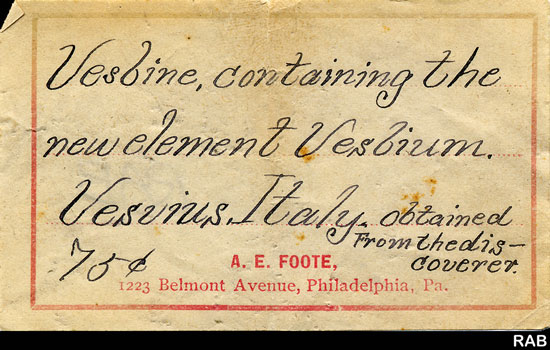 Vesbine, containing the
new element Vesbium.
Vesvius, Italy. obtained
From the dis-
75¢ coverer.
A. E. FOOTE,
1223 Belmont Avenue, Philadelphia, Pa.
RAB